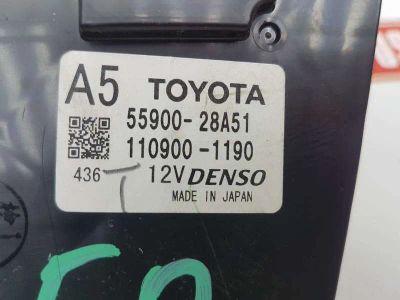 A5 TOYOTA
55900-28A51
110900-1190
436 12V DENSO
MADE IN JAPAN